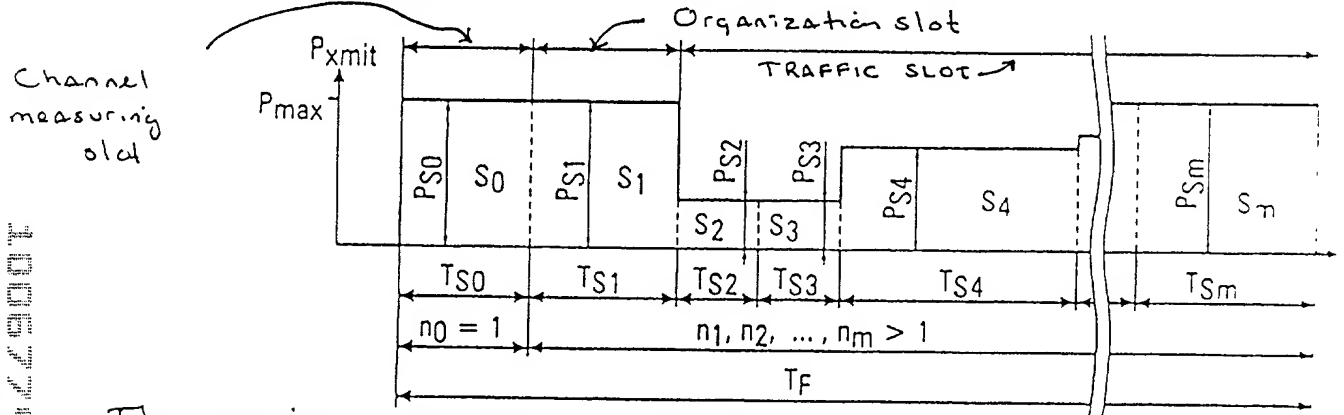 Organization slot
Channel
measuring
slot
TRAFFIC SLOT
Pxmit
Pmax
PS0 S0 PS1 S1 PS2 PS3 PS4 S4 PSm Sm
S2 S3
TS0 TS1 TS2 TS3 TS4 TSm
n0 = 1 n1, n2, ..., nm > 1
TF